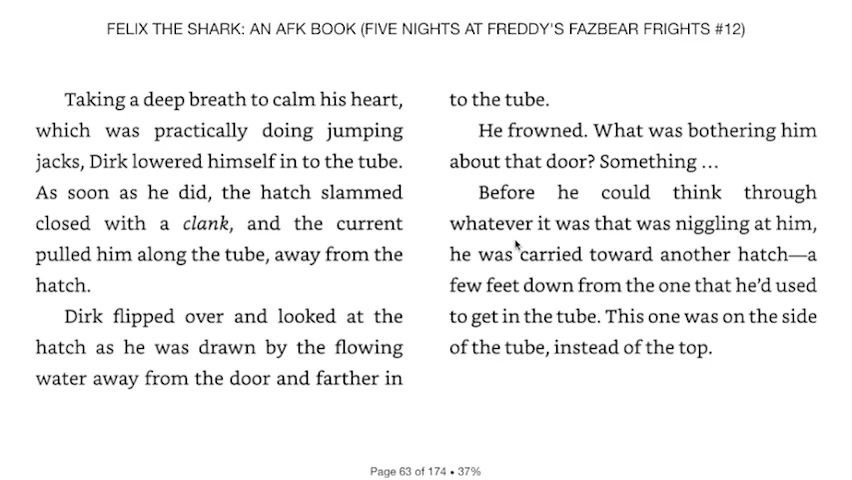 FELIX THE SHARK: AN AFK BOOK (FIVE NIGHTS AT FREDDY'S FAZBEAR FRIGHTS #12)
Taking a deep breath to calm his heart,
which was practically doing jumping
jacks, Dirk lowered himself in to the tube.
As soon as he did, the hatch slammed
closed with a clank, and the current
pulled him along the tube, away from the
hatch.
Dirk flipped over and looked at the
hatch as he was drawn by the flowing
water away from the door and farther in
to the tube.
He frowned. What was bothering him
about that door? Something …
Before he could think through
whatever it was that was niggling at him,
he was carried toward another hatch—a
few feet down from the one that he’d used
to get in the tube. This one was on the side
of the tube, instead of the top.
Page 63 of 174 • 37%